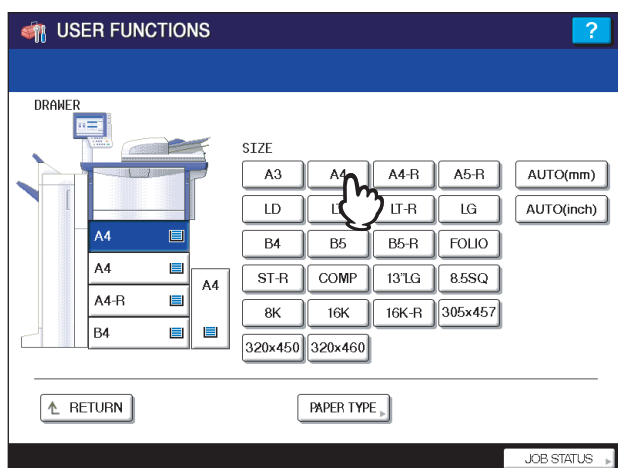 USER FUNCTIONS ?
DRAWER
SIZE
A3 A4 A4-R A5-R AUTO(mm)
LD LT-R LG AUTO(inch)
A4 B4 B5 B5-R FOLIO
A4 A4 ST-R COMP 13"LG 8.5SQ
A4-R 8K 16K 16K-R 305x457
B4 320x450 320x460
RETURN PAPER TYPE
JOB STATUS